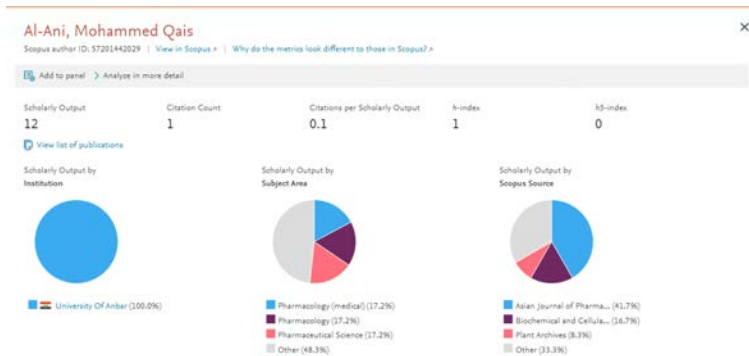 Al-Ani, Mohammed Qais
Scopus author ID: 57201442029 | View in Scopus > | Why do the metrics look different to those in Scopus? >
Add to panel > Analyze in more detail
Scholarly Output Citation Count Citations per Scholarly Output h-index h5-index
12 1 0.1 1 0
View list of publications
Scholarly Output by Scholarly Output by Scholarly Output by
Institution Subject Area Scopus Source
University Of Anbar (100.0%) Pharmacology (medical) (17.2%) Asian Journal of Pharma... (41.7%)
Pharmacology (17.2%) Biochemical and Cellula... (16.7%)
Pharmaceutical Science (17.2%) Plant Archives (8.3%)
Other (48.3%) Other (33.3%)